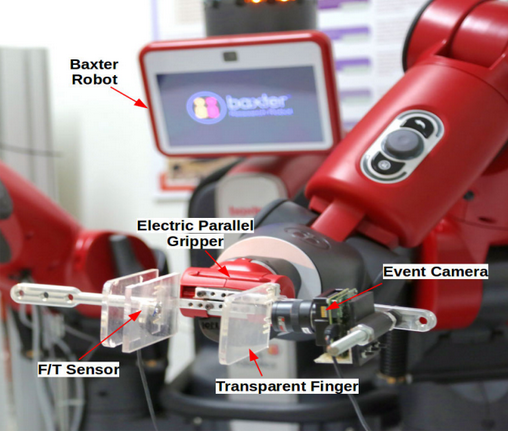 Baxter
Robot
baxter
Electric Parallel
Gripper
Event Camera
F/T Sensor
Transparent Finger